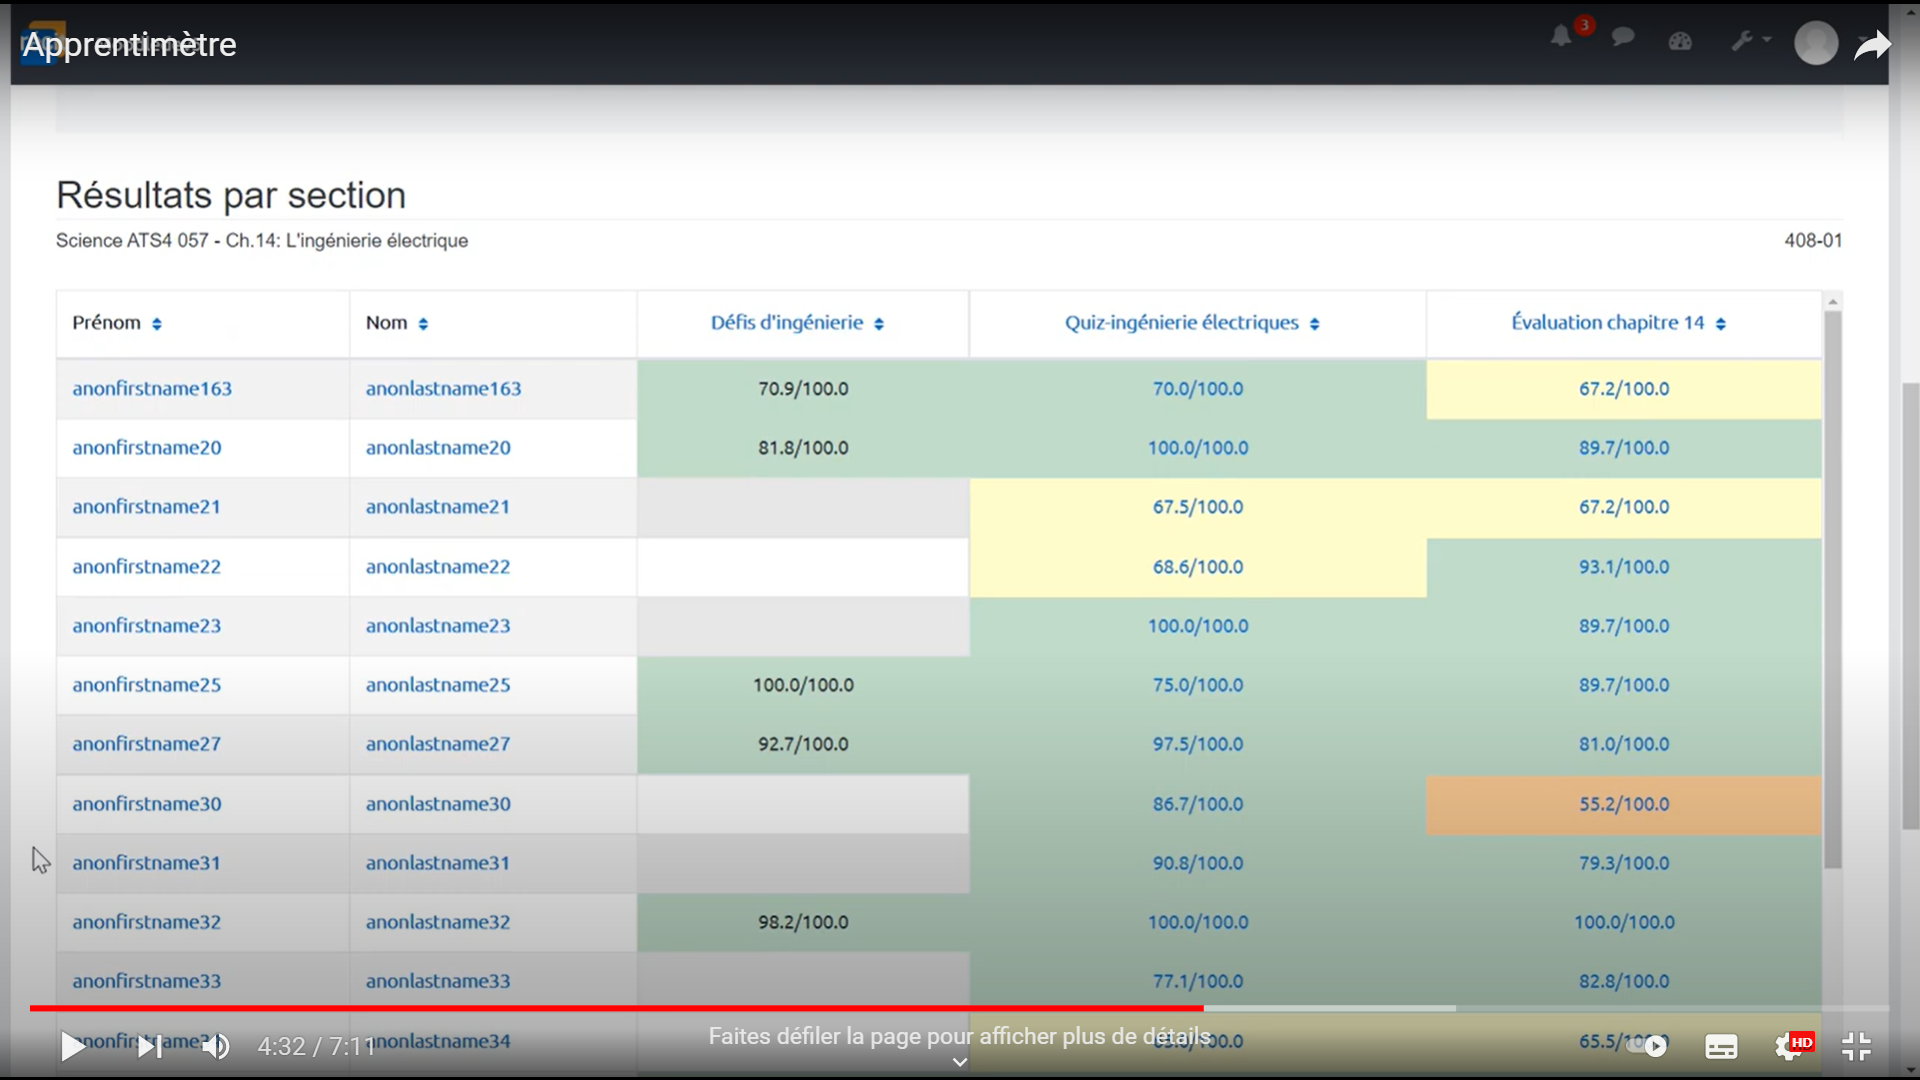 Apprentimètre
3
Résultats par section
Science ATS4 057 - Ch.14: L'ingénierie électrique 408-01
Prénom Nom Défis d'ingénierie Quiz-ingénierie électriques Évaluation chapitre 14
anonfirstname163 anonlastname163 70.9/100.0 70.0/100.0 67.2/100.0
anonfirstname20 anonlastname20 81.8/100.0 100.0/100.0 89.7/100.0
anonfirstname21 anonlastname21 67.5/100.0 67.2/100.0
anonfirstname22 anonlastname22 68.6/100.0 93.1/100.0
anonfirstname23 anonlastname23 100.0/100.0 89.7/100.0
anonfirstname25 anonlastname25 100.0/100.0 75.0/100.0 89.7/100.0
anonfirstname27 anonlastname27 92.7/100.0 97.5/100.0 81.0/100.0
anonfirstname30 anonlastname30 86.7/100.0 55.2/100.0
anonfirstname31 anonlastname31 90.8/100.0 79.3/100.0
anonfirstname32 anonlastname32 98.2/100.0 100.0/100.0 100.0/100.0
anonfirstname33 anonlastname33 77.1/100.0 82.8/100.0
Faites défiler la page pour afficher plus de détails
4:32 / 7:11 anonlastname34 HD